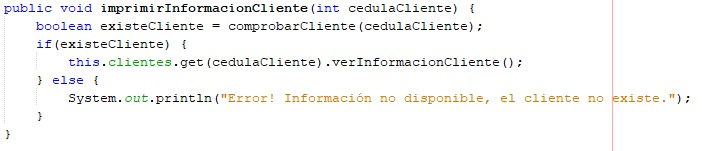 public void imprimirInformacionCliente(int cedulaCliente) {
    boolean existeCliente = comprobarCliente(cedulaCliente);
    if(existeCliente) {
        this.clientes.get(cedulaCliente).verInformacionCliente();
    } else {
        System.out.println("Error! Información no disponible, el cliente no existe.");
    }
}